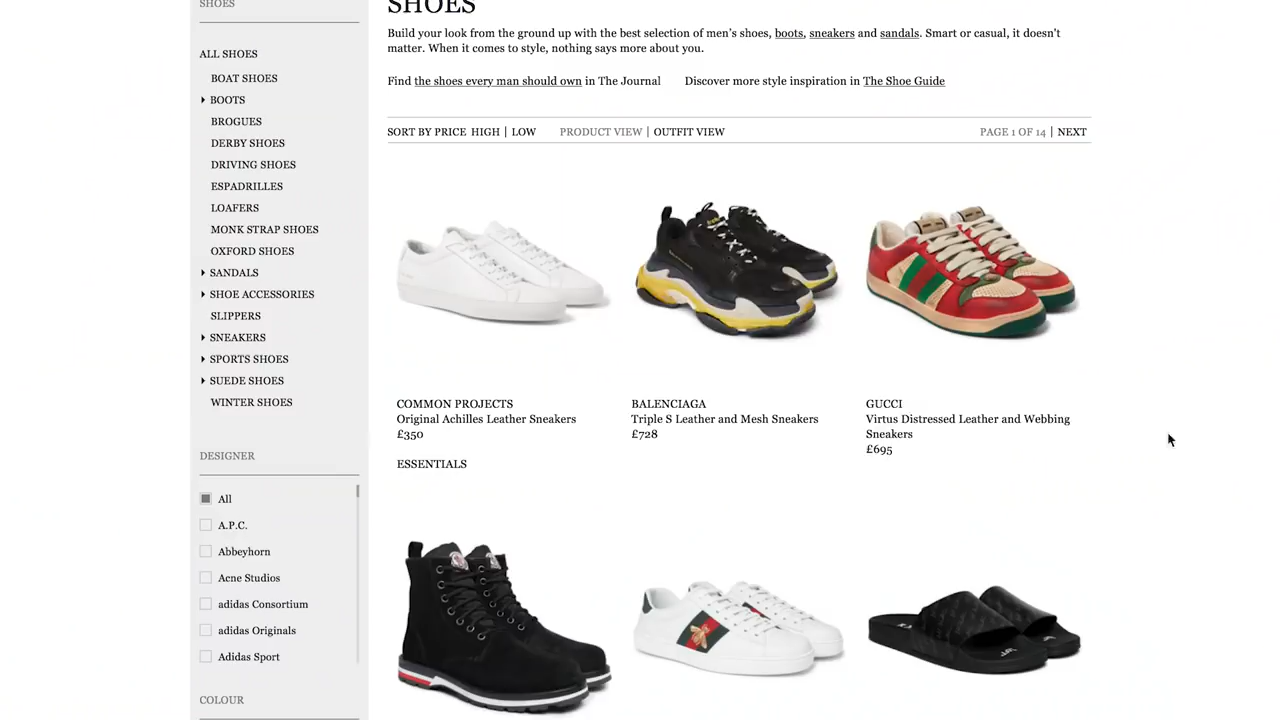 SHOES
ALL SHOES
BOAT SHOES
BOOTS
BROGUES
DERBY SHOES
DRIVING SHOES
ESPADRILLES
LOAFERS
MONK STRAP SHOES
OXFORD SHOES
SANDALS
SHOE ACCESSORIES
SLIPPERS
SNEAKERS
SPORTS SHOES
SUEDE SHOES
WINTER SHOES
DESIGNER
All
A.P.C.
Abbeyhorn
Acne Studios
adidas Consortium
adidas Originals
Adidas Sport
COLOUR
SHOES
Build your look from the ground up with the best selection of men's shoes, boots, sneakers and sandals. Smart or casual, it doesn't
matter. When it comes to style, nothing says more about you.
Find the shoes every man should own in The Journal Discover more style inspiration in The Shoe Guide
SORT BY PRICE HIGH | LOW PRODUCT VIEW | OUTFIT VIEW PAGE 1 OF 14 | NEXT
COMMON PROJECTS
Original Achilles Leather Sneakers
£350
ESSENTIALS
BALENCIAGA
Triple S Leather and Mesh Sneakers
£728
GUCCI
Virtus Distressed Leather and Webbing
Sneakers
£695